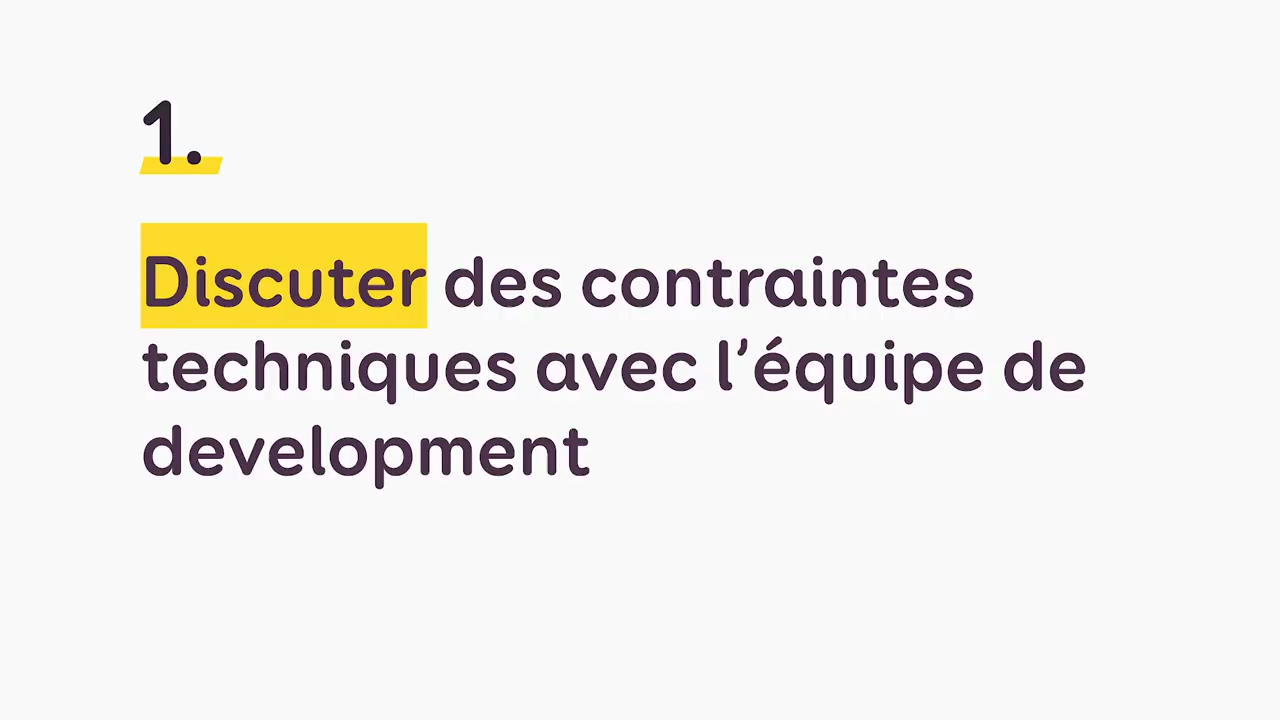 1.
Discuter des contraintes
techniques avec l’équipe de
development